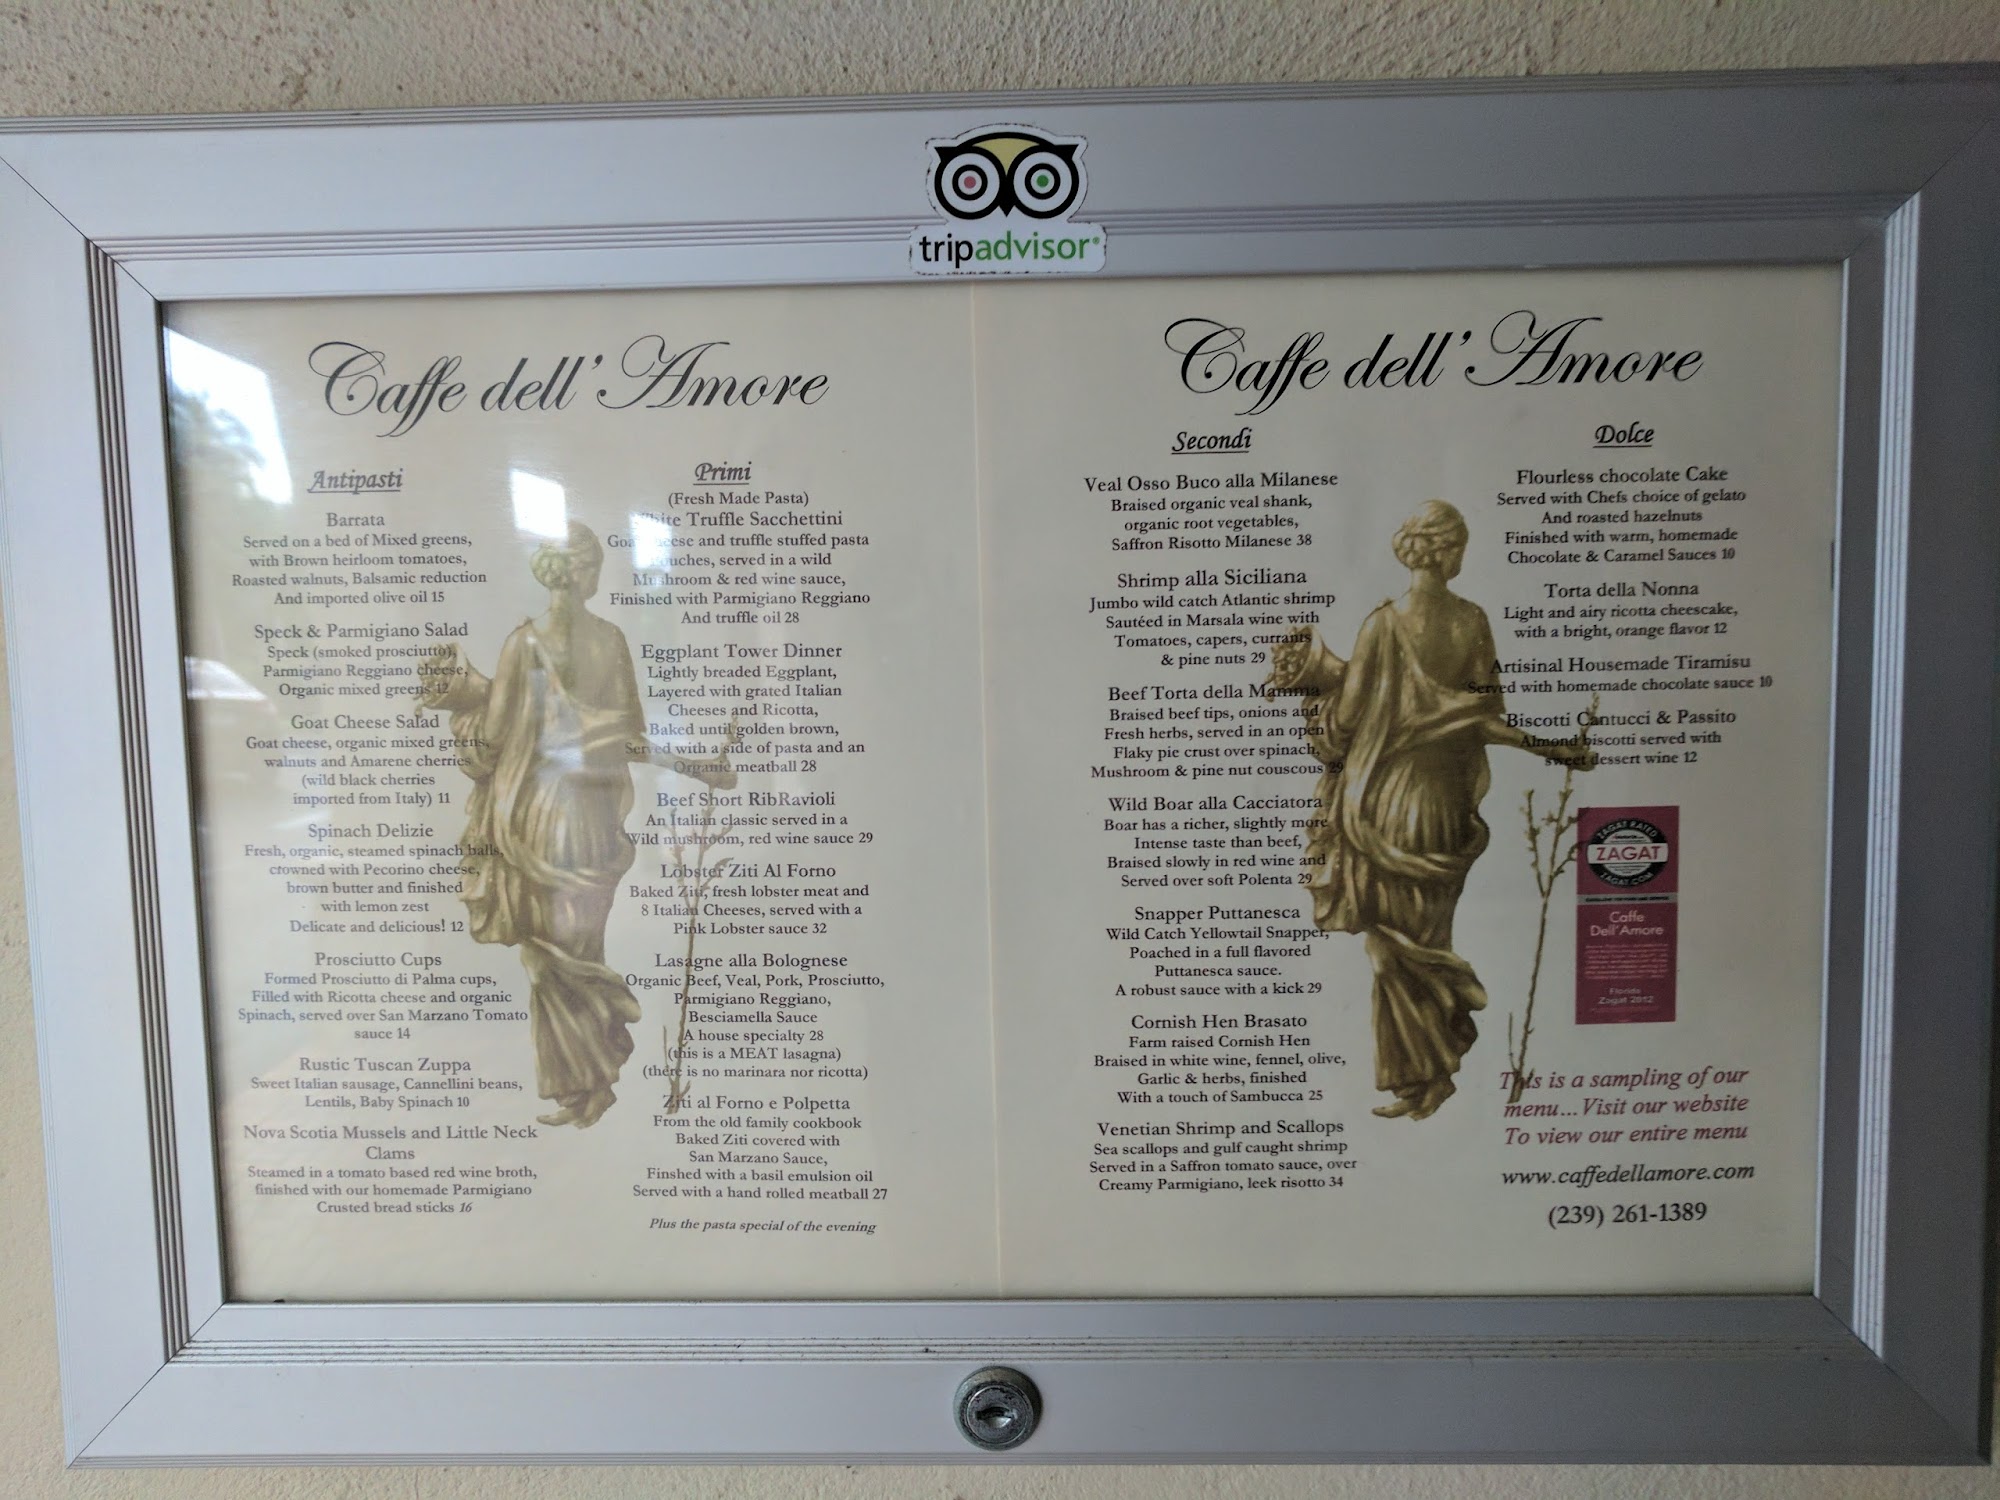 tripadvisor®
Caffe dell' Amore
Antipasti
Barrata
Served on a bed of Mixed greens,
with Brown heirloom tomatoes,
Roasted walnuts, Balsamic reduction
And imported olive oil 15
Speck & Parmigiano Salad
Speck (smoked prosciutto),
Parmigiano Reggiano cheese,
Organic mixed greens 12
Goat Cheese Salad
Goat cheese, organic mixed greens,
walnuts and Amarene cherries
(wild black cherries
imported from Italy) 11
Spinach Delizie
Fresh, organic, steamed spinach balls,
crowned with Pecorino cheese,
brown butter and finished
with lemon zest
Delicate and delicious! 12
Prosciutto Cups
Formed Prosciutto di Palma cups,
Filled with Ricotta cheese and organic
Spinach, served over San Marzano Tomato
sauce 14
Rustic Tuscan Zuppa
Sweet Italian sausage, Cannellini beans,
Lentils, Baby Spinach 10
Nova Scotia Mussels and Little Neck
Clams
Steamed in a tomato based red wine broth,
finished with our homemade Parmigiano
Crusted bread sticks 16
Primi
(Fresh Made Pasta)
White Truffle Sacchettini
Goat cheese and truffle stuffed pasta
Pouches, served in a wild
Mushroom & red wine sauce,
Finished with Parmigiano Reggiano
And truffle oil 28
Eggplant Tower Dinner
Lightly breaded Eggplant,
Layered with grated Italian
Cheeses and Ricotta,
Baked until golden brown,
Served with a side of pasta and an
Organic meatball 28
Beef Short RibRavioli
An Italian classic served in a
Wild mushroom, red wine sauce 29
Lobster Ziti Al Forno
Baked Ziti, fresh lobster meat and
8 Italian Cheeses, served with a
Pink Lobster sauce 32
Lasagne alla Bolognese
Organic Beef, Veal, Pork, Prosciutto,
Parmigiano Reggiano,
Besciamella Sauce
A house specialty 28
(this is a MEAT lasagna)
(there is no marinara nor ricotta)
Ziti al Forno e Polpetta
From the old family cookbook
Baked Ziti covered with
San Marzano Sauce,
Finshed with a basil emulsion oil
Served with a hand rolled meatball 27
Plus the pasta special of the evening
Caffe dell' Amore
Secondi
Veal Osso Buco alla Milanese
Braised organic veal shank,
organic root vegetables,
Saffron Risotto Milanese 38
Shrimp alla Siciliana
Jumbo wild catch Atlantic shrimp
Sautéed in Marsala wine with
Tomatoes, capers, currants
& pine nuts 29
Beef Torta della Mamma
Braised beef tips, onions and
Fresh herbs, served in an open
Flaky pie crust over spinach,
Mushroom & pine nut couscous 29
Wild Boar alla Cacciatora
Boar has a richer, slightly more
Intense taste than beef,
Braised slowly in red wine and
Served over soft Polenta 29
Snapper Puttanesca
Wild Catch Yellowtail Snapper,
Poached in a full flavored
Puttanesca sauce.
A robust sauce with a kick 29
Cornish Hen Brasato
Farm raised Cornish Hen
Braised in white wine, fennel, olive,
Garlic & herbs, finished
With a touch of Sambucca 25
Venetian Shrimp and Scallops
Sea scallops and gulf caught shrimp
Served in a Saffron tomato sauce, over
Creamy Parmigiano, leek risotto 34
Dolce
Flourless chocolate Cake
Served with Chefs choice of gelato
And roasted hazelnuts
Finished with warm, homemade
Chocolate & Caramel Sauces 10
Torta della Nonna
Light and airy ricotta cheescake,
with a bright, orange flavor 12
Artisinal Housemade Tiramisu
Served with homemade chocolate sauce 10
Biscotti Cantucci & Passito
Almond biscotti served with
sweet dessert wine 12
ZAGAT RATED
ZAGAT
ZAGAT.COM
Caffe
Dell'Amore
Florida
Zagat 2012
This is a sampling of our
menu... Visit our website
To view our entire menu
www.caffedellamore.com
(239) 261-1389